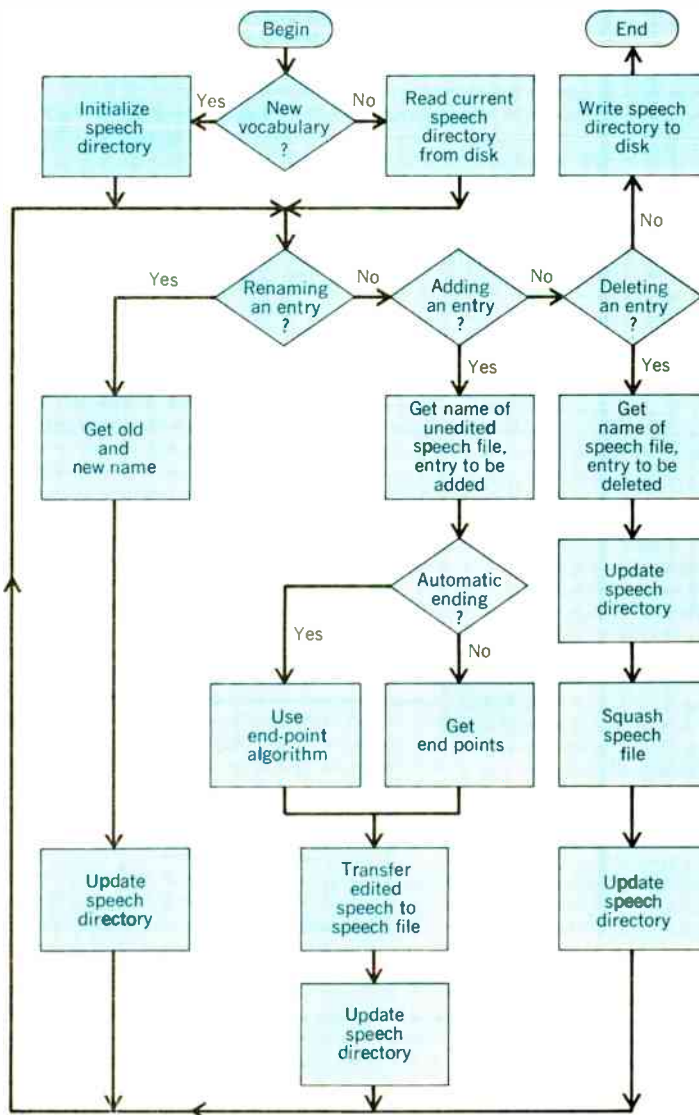 Begin
End
Initialize
speech
directory
Yes
New
vocabulary
?
No
Read current
speech
directory
from disk
Write speech
directory to
disk
No
Yes
Renaming
an entry
?
No
Adding
an entry
?
No
Deleting
an entry
?
Yes
Yes
Get old
and
new name
Get name of
unedited
speech file,
entry to be
added
Get
name of
speech file,
entry to be
deleted
Automatic
ending
?
Yes
No
Update
speech
directory
Use
end-point
algorithm
Get
end points
Squash
speech
file
Update
speech
directory
Transfer
edited
speech to
speech file
Update
speech
directory
Update
speech
directory